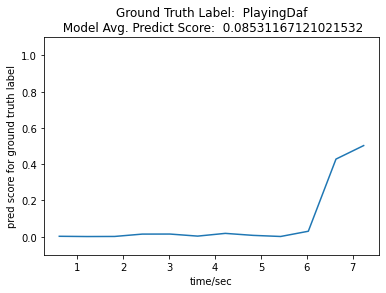 Ground Truth Label:  PlayingDaf
Model Avg. Predict Score:  0.08531167121021532
pred score for ground truth label
1.0
0.8
0.6
0.4
0.2
0.0
1 2 3 4 5 6 7
time/sec